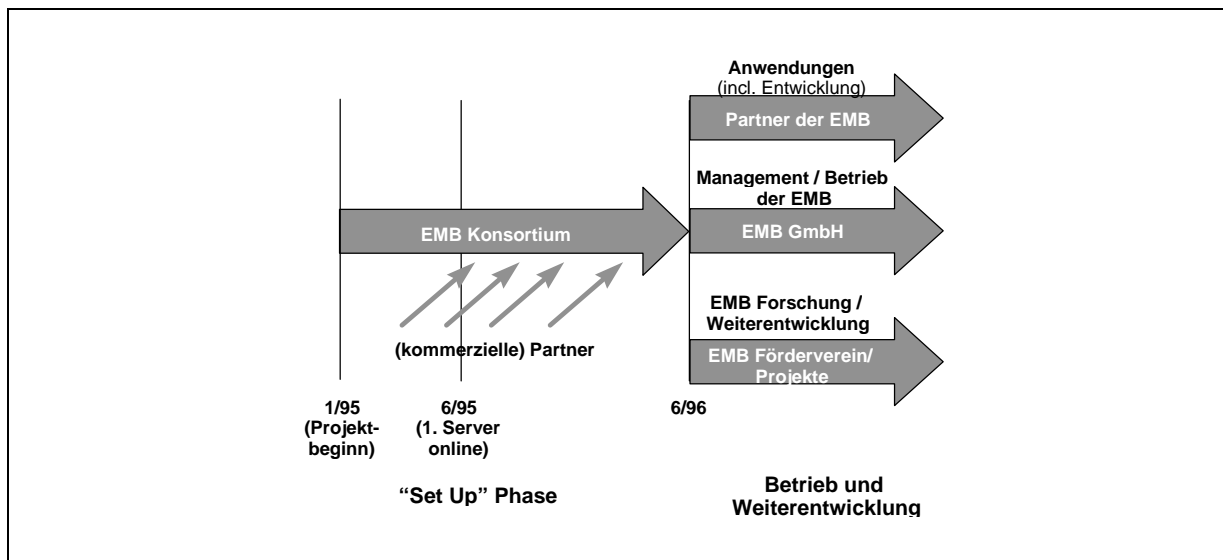 Anwendungen
(incl. Entwicklung)
Partner der EMB
Management / Betrieb
der EMB
EMB Konsortium
EMB GmbH
EMB Forschung /
Weiterentwicklung
(kommerzielle) Partner
EMB Förderverein/
Projekte
1/95
(Projekt-
beginn)
6/95
(1. Server
online)
6/96
“Set Up” Phase
Betrieb und
Weiterentwicklung